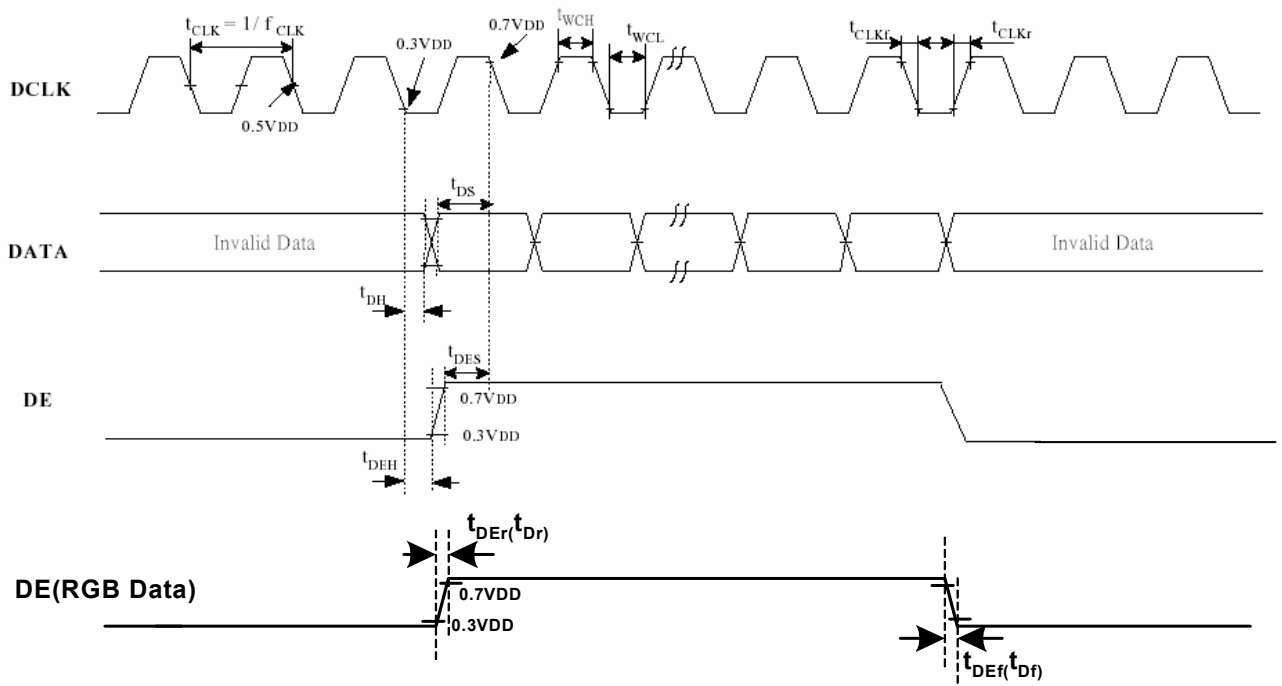 tCLK = 1/ f CLK
0.3VDD
0.7VDD
tWCH
tWCL
tCLKf
tCLKr
DCLK
0.5VDD
tDS
DATA
Invalid Data
Invalid Data
tDH
tDES
DE
0.7VDD
0.3VDD
tDEH
tDEr(tDr)
DE(RGB Data)
0.7VDD
0.3VDD
tDEf(tDf)